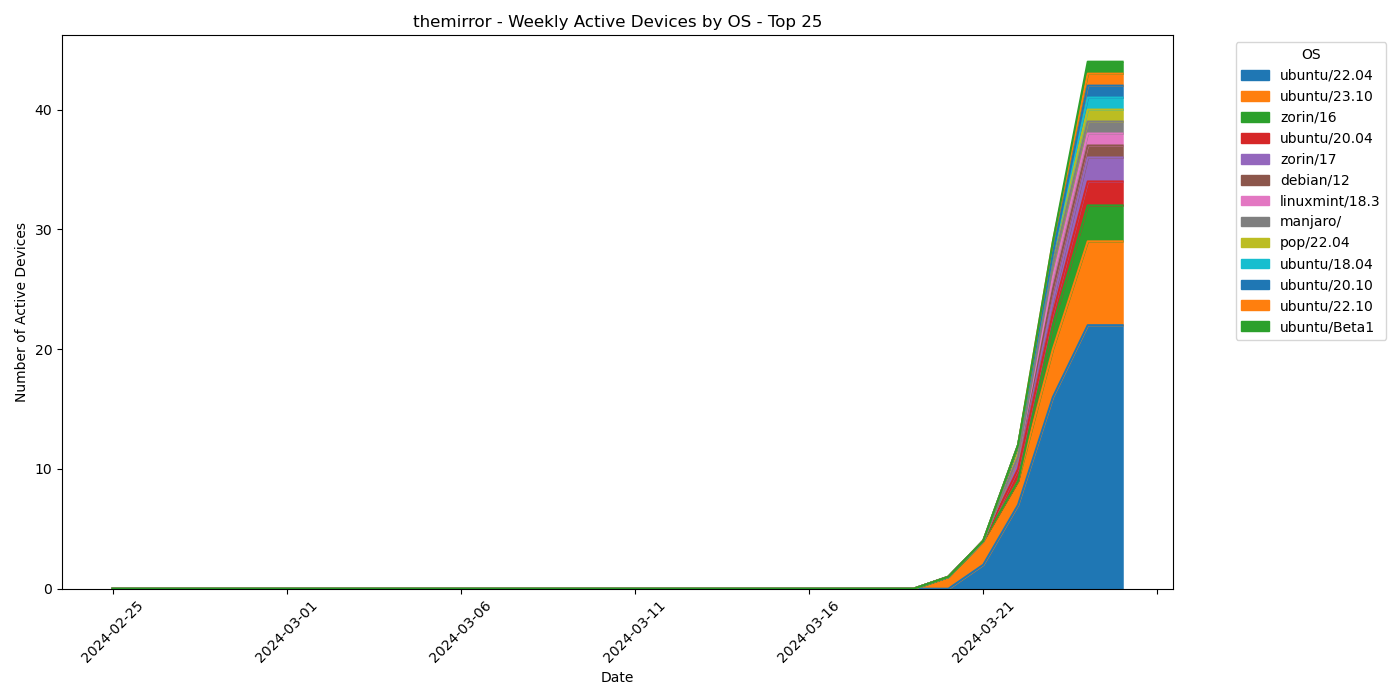 themirror - Weekly Active Devices by OS - Top 25
Number of Active Devices
40
30
20
10
0
2024-02-25
2024-03-01
2024-03-06
2024-03-11
2024-03-16
2024-03-21
Date
OS
ubuntu/22.04
ubuntu/23.10
zorin/16
ubuntu/20.04
zorin/17
debian/12
linuxmint/18.3
manjaro/
pop/22.04
ubuntu/18.04
ubuntu/20.10
ubuntu/22.10
ubuntu/Beta1